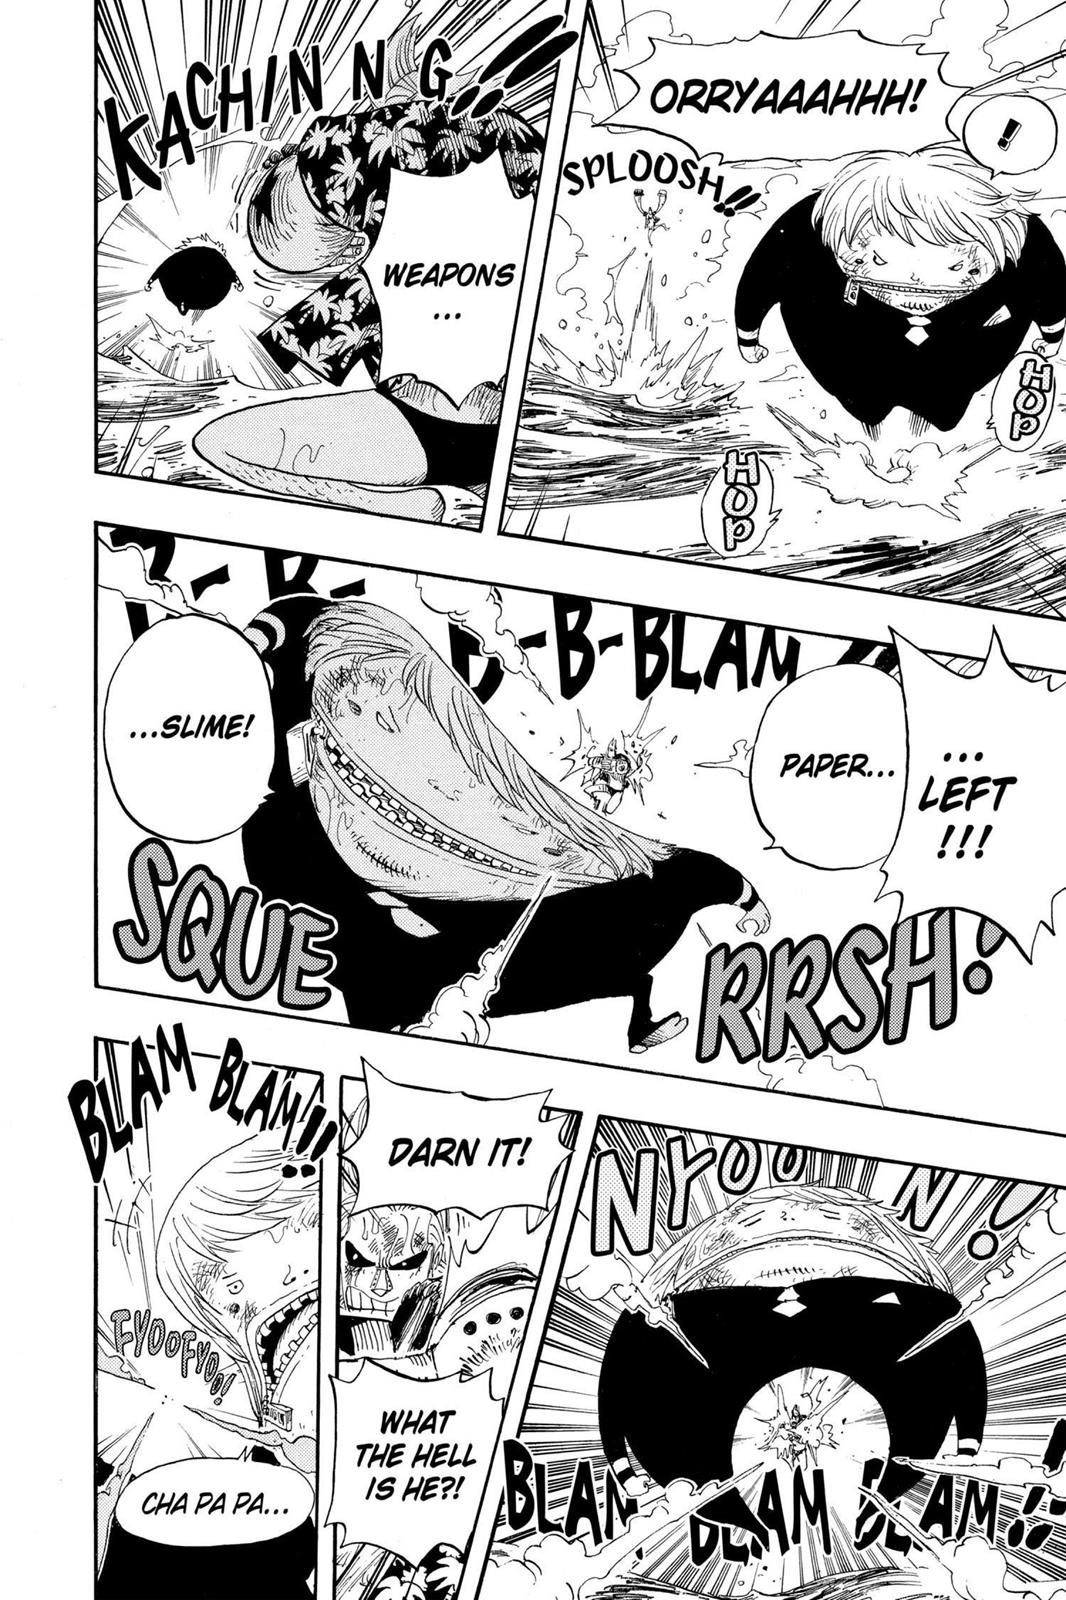 ORRYAAAHHH!
!
SPLOOSH!!
HOP
HOP
KACHINNG!!
WEAPONS
...
...
LEFT
!!!
PAPER...
B-B-BLAM
...SLIME!
SQUE
RRSH!
NYOOON!
BLAM BLAM BLAM!!
DARN IT!
WHAT
THE HELL
IS HE?!
BLAM BLAM!!
FYOOFYOO!
CHA PA PA...